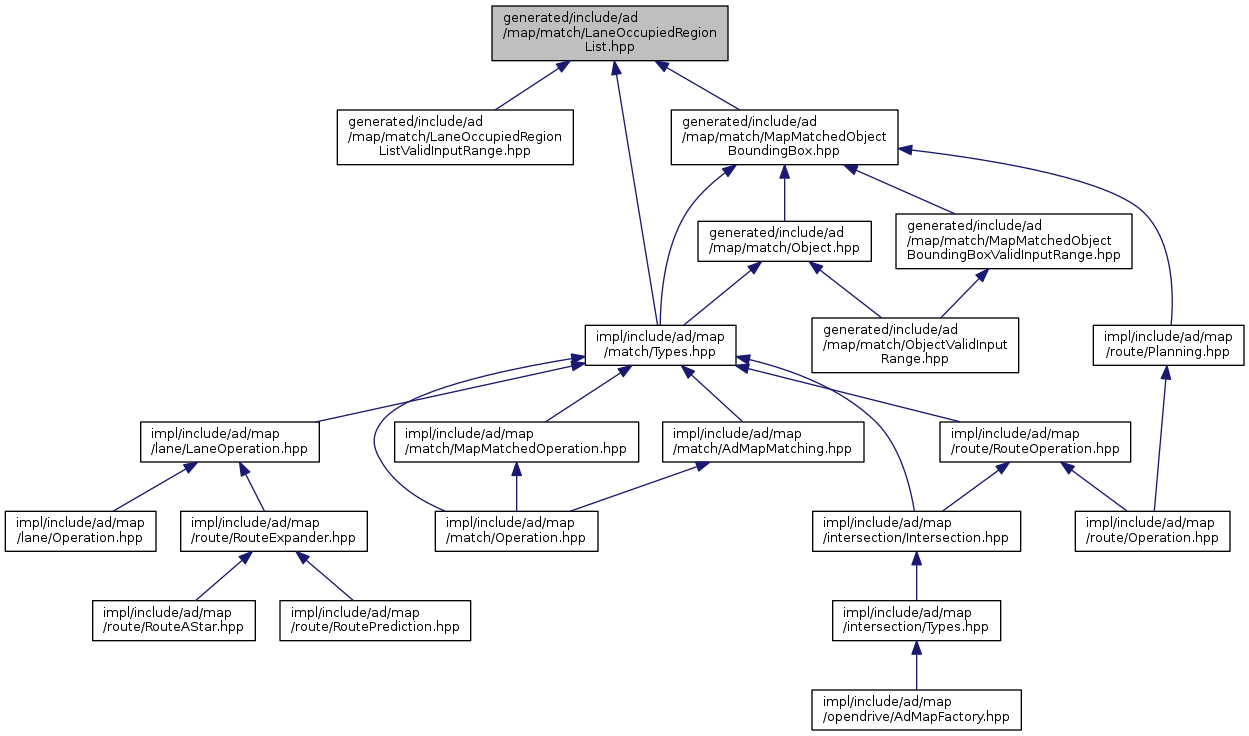 generated/include/ad
/map/match/LaneOccupiedRegion
List.hpp
generated/include/ad
/map/match/LaneOccupiedRegion
ListValidInputRange.hpp
generated/include/ad
/map/match/MapMatchedObject
BoundingBox.hpp
generated/include/ad
/map/match/Object.hpp
generated/include/ad
/map/match/MapMatchedObject
BoundingBoxValidInputRange.hpp
impl/include/ad/map
/match/Types.hpp
generated/include/ad
/map/match/ObjectValidInput
Range.hpp
impl/include/ad/map
/route/Planning.hpp
impl/include/ad/map
/lane/LaneOperation.hpp
impl/include/ad/map
/match/MapMatchedOperation.hpp
impl/include/ad/map
/match/AdMapMatching.hpp
impl/include/ad/map
/route/RouteOperation.hpp
impl/include/ad/map
/lane/Operation.hpp
impl/include/ad/map
/route/RouteExpander.hpp
impl/include/ad/map
/match/Operation.hpp
impl/include/ad/map
/intersection/Intersection.hpp
impl/include/ad/map
/route/Operation.hpp
impl/include/ad/map
/route/RouteAStar.hpp
impl/include/ad/map
/route/RoutePrediction.hpp
impl/include/ad/map
/intersection/Types.hpp
impl/include/ad/map
/opendrive/AdMapFactory.hpp